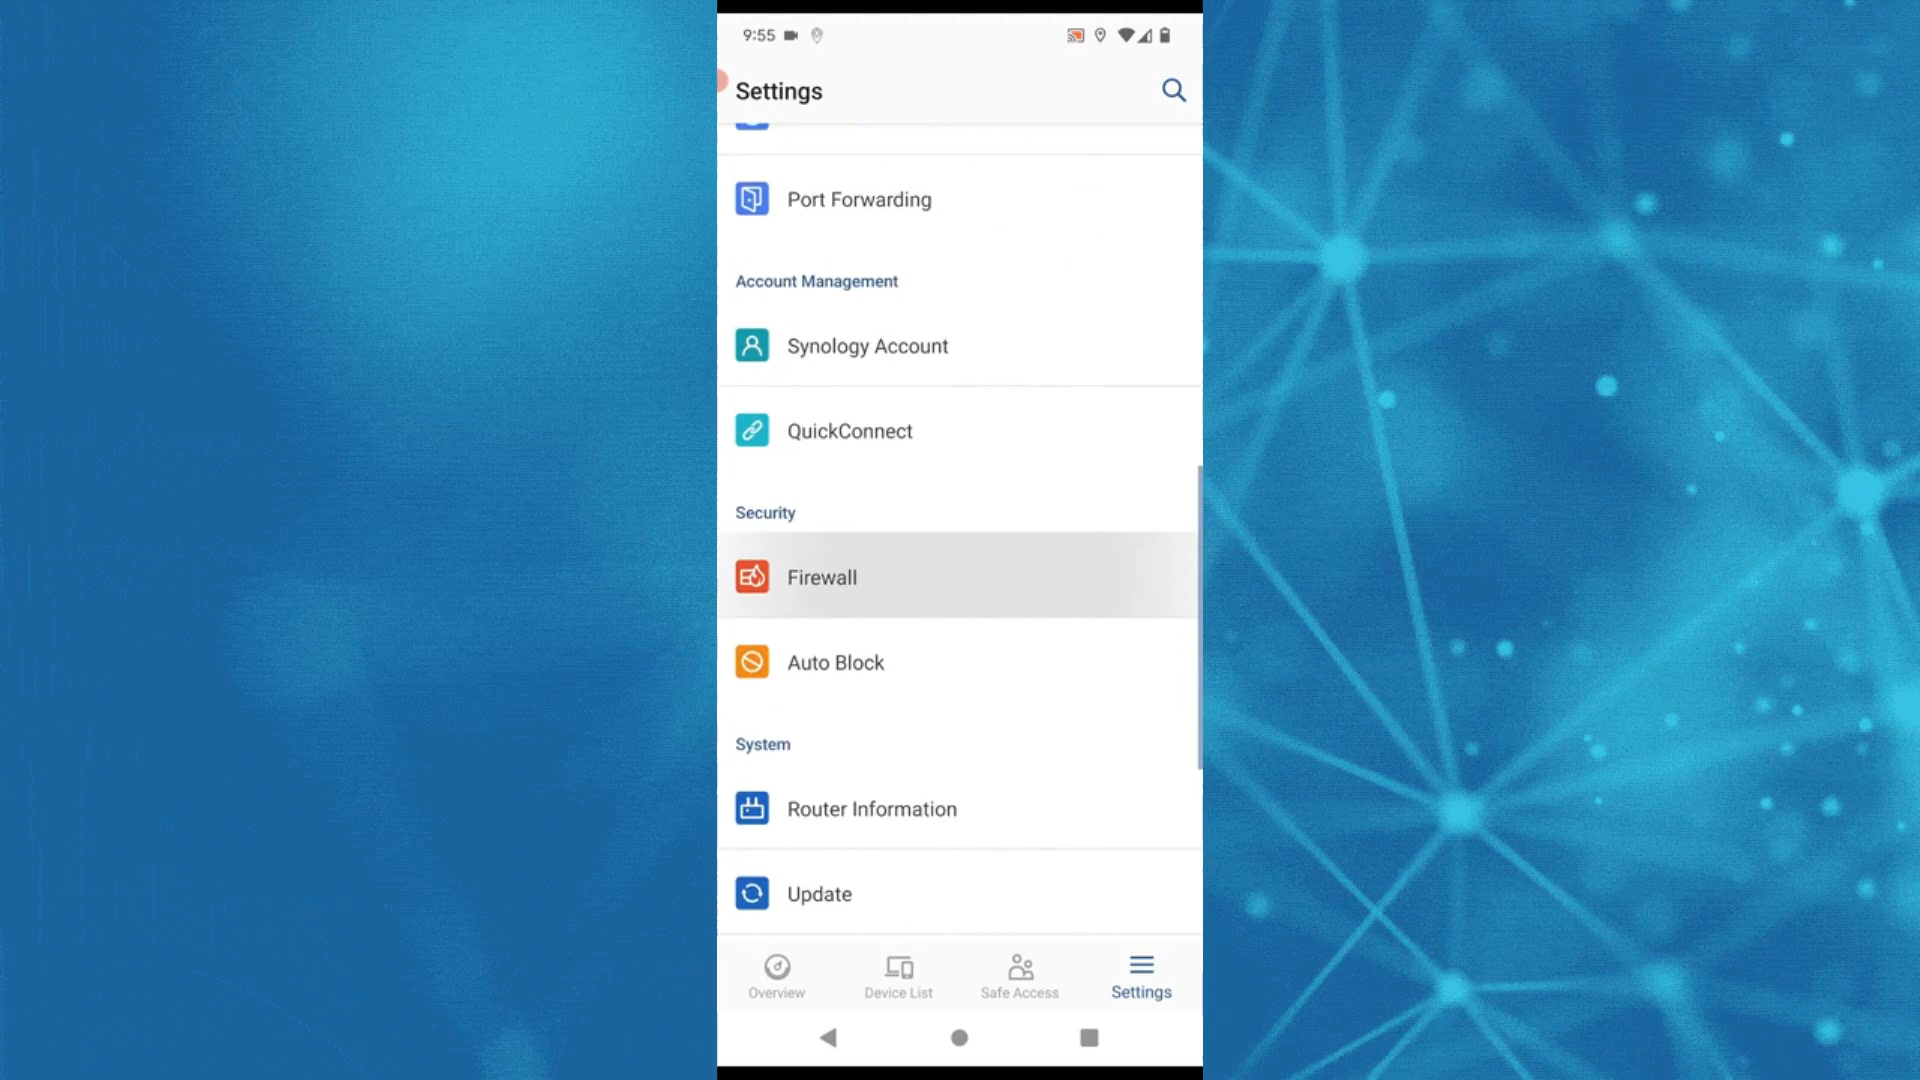 9:55
Settings
Port Forwarding
Account Management
Synology Account
QuickConnect
Security
Firewall
Auto Block
System
Router Information
Update
Overview
Device List
Safe Access
Settings